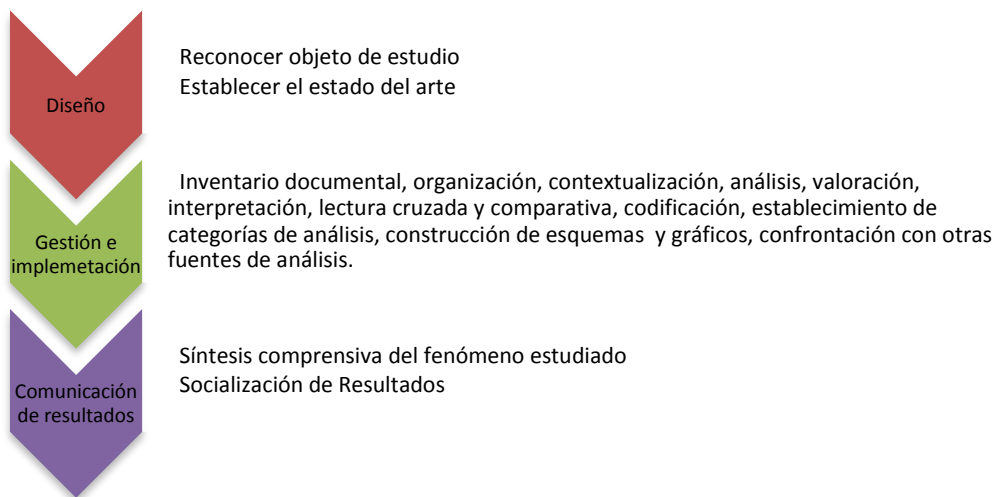 Diseño
Reconocer objeto de estudio
Establecer el estado del arte
Gestión e
implemetación
Inventario documental, organización, contextualización, análisis, valoración,
interpretación, lectura cruzada y comparativa, codificación, establecimiento de
categorías de análisis, construcción de esquemas y gráficos, confrontación con otras
fuentes de análisis.
Comunicación
de resultados
Síntesis comprensiva del fenómeno estudiado
Socialización de Resultados